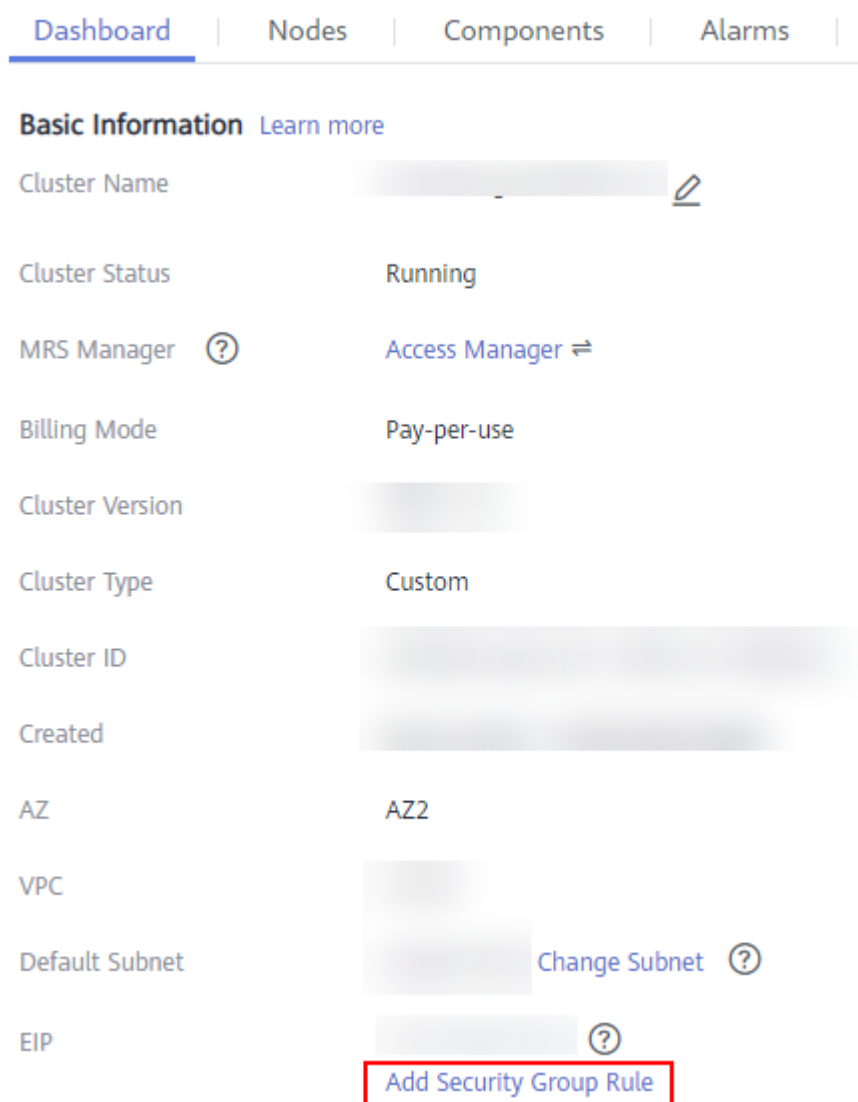 Dashboard Nodes Components Alarms
Basic Information Learn more
Cluster Name
Cluster Status Running
MRS Manager ? Access Manager ⇌
Billing Mode Pay-per-use
Cluster Version
Cluster Type Custom
Cluster ID
Created
AZ AZ2
VPC
Default Subnet Change Subnet ?
EIP ?
Add Security Group Rule